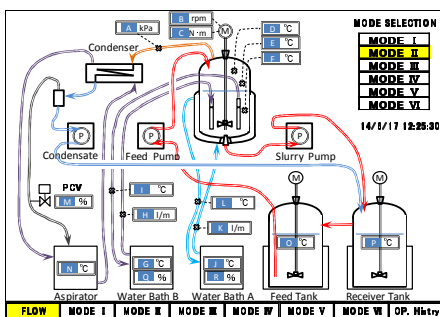 A kPa
B rpm
C N·m
M
D ℃
E ℃
F ℃
MODE SELECTION
MODE Ⅰ
MODE Ⅱ
MODE Ⅲ
MODE Ⅳ
MODE Ⅴ
MODE Ⅵ
14/8/17 12:25:30
Condenser
P
Condensate
P
Feed Pump
P
Slurry Pump
PCV
M %
I ℃
H l/m
L ℃
K l/m
M
M
N ℃
G ℃
Q %
J ℃
R %
O ℃
P ℃
Aspirator
Water Bath B
Water Bath A
Feed Tank
Receiver Tank
FLOW MODE Ⅰ MODE Ⅱ MODE Ⅲ MODE Ⅳ MODE Ⅴ MODE Ⅵ OP. Histry